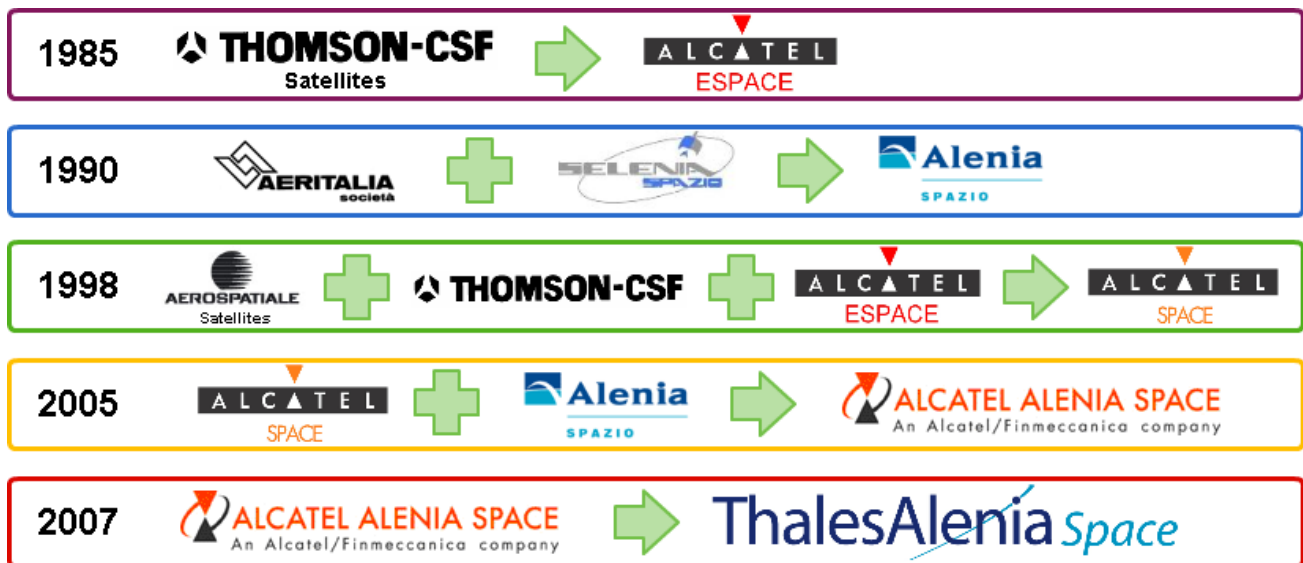 1985
THOMSON-CSF
Satellites
ALCATEL
ESPACE
1990
AERITALIA
società
SELENIA
SPAZIO
Alenia
SPAZIO
1998
AEROSPATIALE
Satellites
THOMSON-CSF
ALCATEL
ESPACE
ALCATEL
SPACE
2005
ALCATEL
SPACE
Alenia
SPAZIO
ALCATEL ALENIA SPACE
An Alcatel/Finmeccanica company
2007
ALCATEL ALENIA SPACE
An Alcatel/Finmeccanica company
ThalesAlenia Space